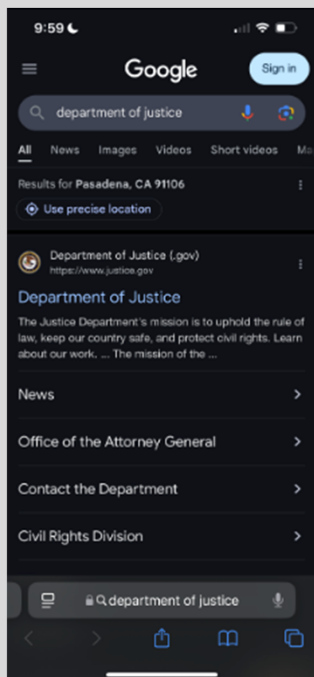 9:59
Google
Sign in
department of justice
All News Images Videos Short videos Ma
Results for Pasadena, CA 91106
Use precise location
Department of Justice (.gov)
https://www.justice.gov
Department of Justice
The Justice Department's mission is to uphold the rule of
law, keep our country safe, and protect civil rights. Learn
about our work. ... The mission of the ...
News
Office of the Attorney General
Contact the Department
Civil Rights Division
department of justice